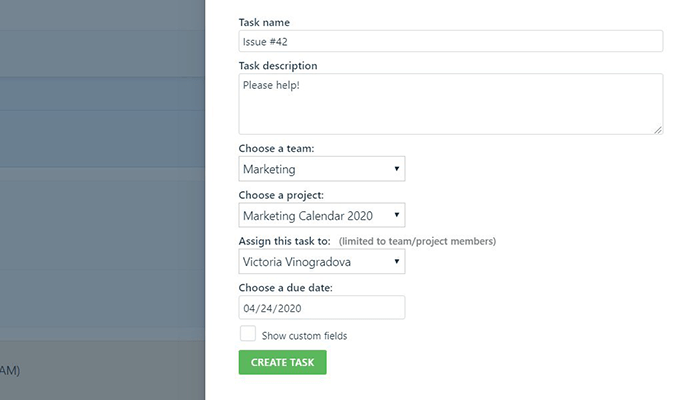 Task name
Issue #42
Task description
Please help!
Choose a team:
Marketing
Choose a project:
Marketing Calendar 2020
Assign this task to: (limited to team/project members)
Victoria Vinogradova
Choose a due date:
04/24/2020
Show custom fields
CREATE TASK
AM)